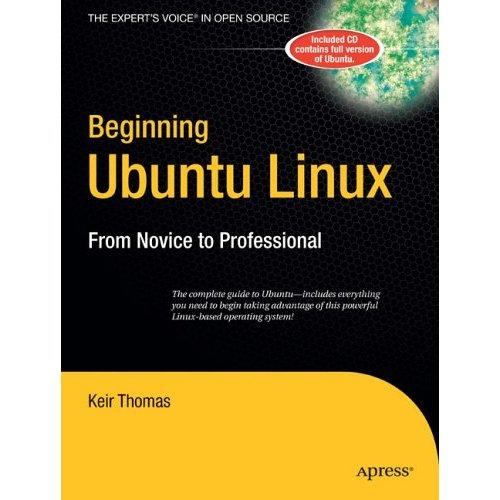 THE EXPERT'S VOICE® IN OPEN SOURCE
Included CD
contains full version
of Ubuntu.
Beginning
Ubuntu Linux
From Novice to Professional
The complete guide to Ubuntu—includes everything
you need to begin taking advantage of this powerful
Linux-based operating system!
Keir Thomas
Apress®